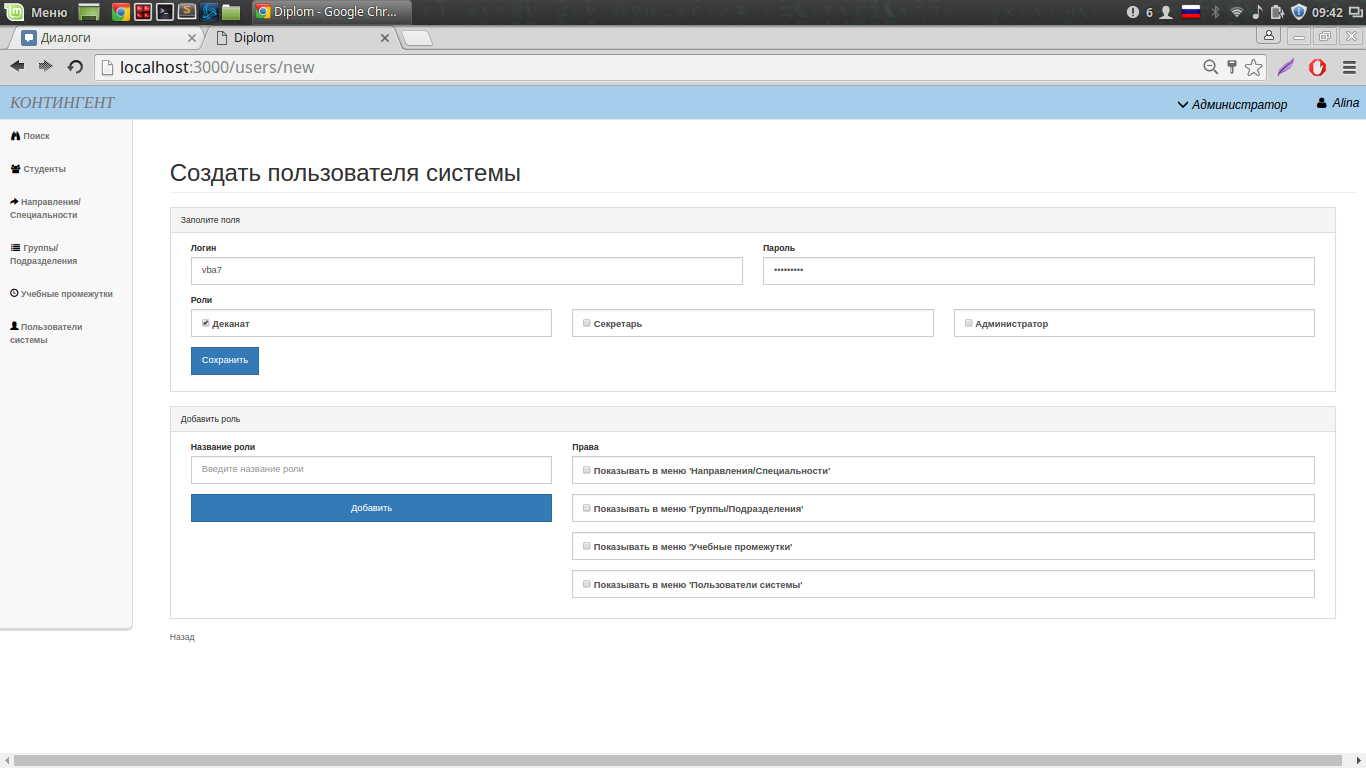 Меню
Diplom - Google Chr...
6
09:42
Диалоги
Diplom
localhost:3000/users/new
КОНТИНГЕНТ
Администратор
Alina
Поиск
Студенты
Направления/
Специальности
Группы/
Подразделения
Учебные промежутки
Пользователи
системы
Создать пользователя системы
Заполите поля
Логин
Пароль
vba7
•••••••••
Роли
Деканат
Секретарь
Администратор
Сохранить
Добавить роль
Название роли
Права
Введите название роли
Показывать в меню 'Направления/Специальности'
Добавить
Показывать в меню 'Группы/Подразделения'
Показывать в меню 'Учебные промежутки'
Показывать в меню 'Пользователи системы'
Назад